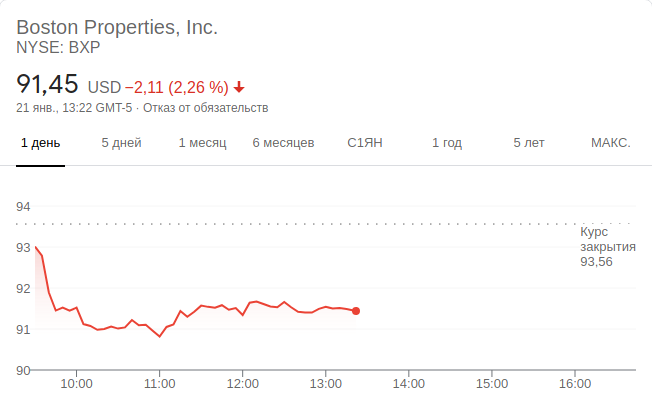 Boston Properties, Inc.
NYSE: BXP
91,45 USD −2,11 (2,26 %)
21 янв., 13:22 GMT-5 · Отказ от обязательств
1 день 5 дней 1 месяц 6 месяцев С1ЯН 1 год 5 лет МАКС.
94
Курс
закрытия
93,56
93
92
91
90
10:00 11:00 12:00 13:00 14:00 15:00 16:00